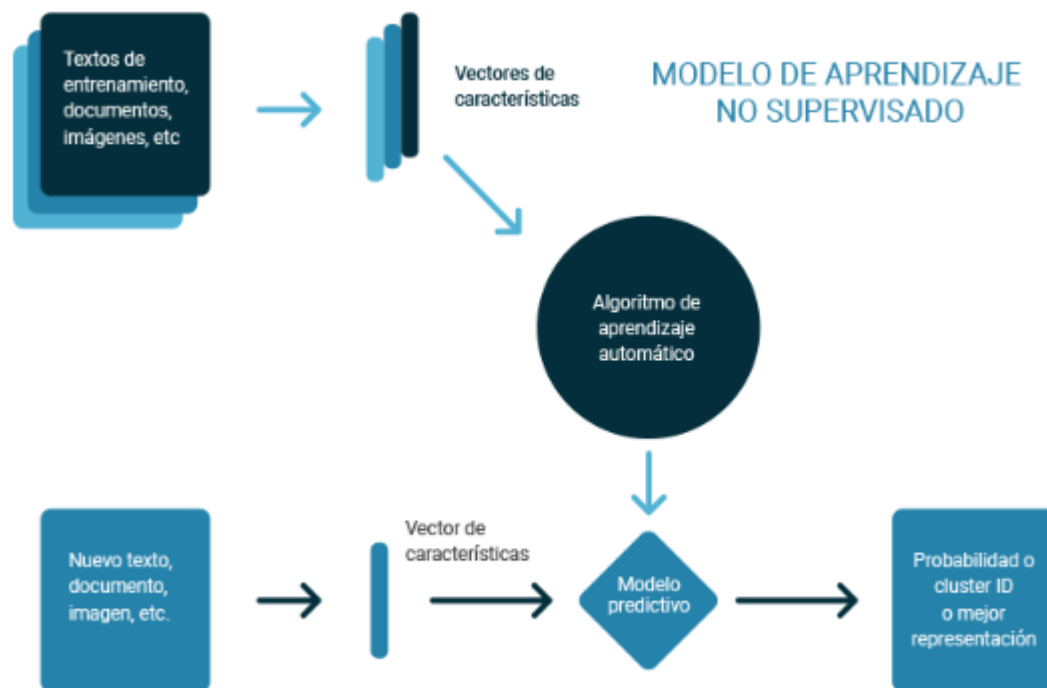 Textos de
entrenamiento,
documentos,
imágenes, etc
Vectores de
características
MODELO DE APRENDIZAJE
NO SUPERVISADO
Algoritmo de
aprendizaje
automático
Nuevo texto,
documento,
imagen, etc.
Vector de
características
Modelo
predictivo
Probabilidad o
cluster ID
o mejor
representación